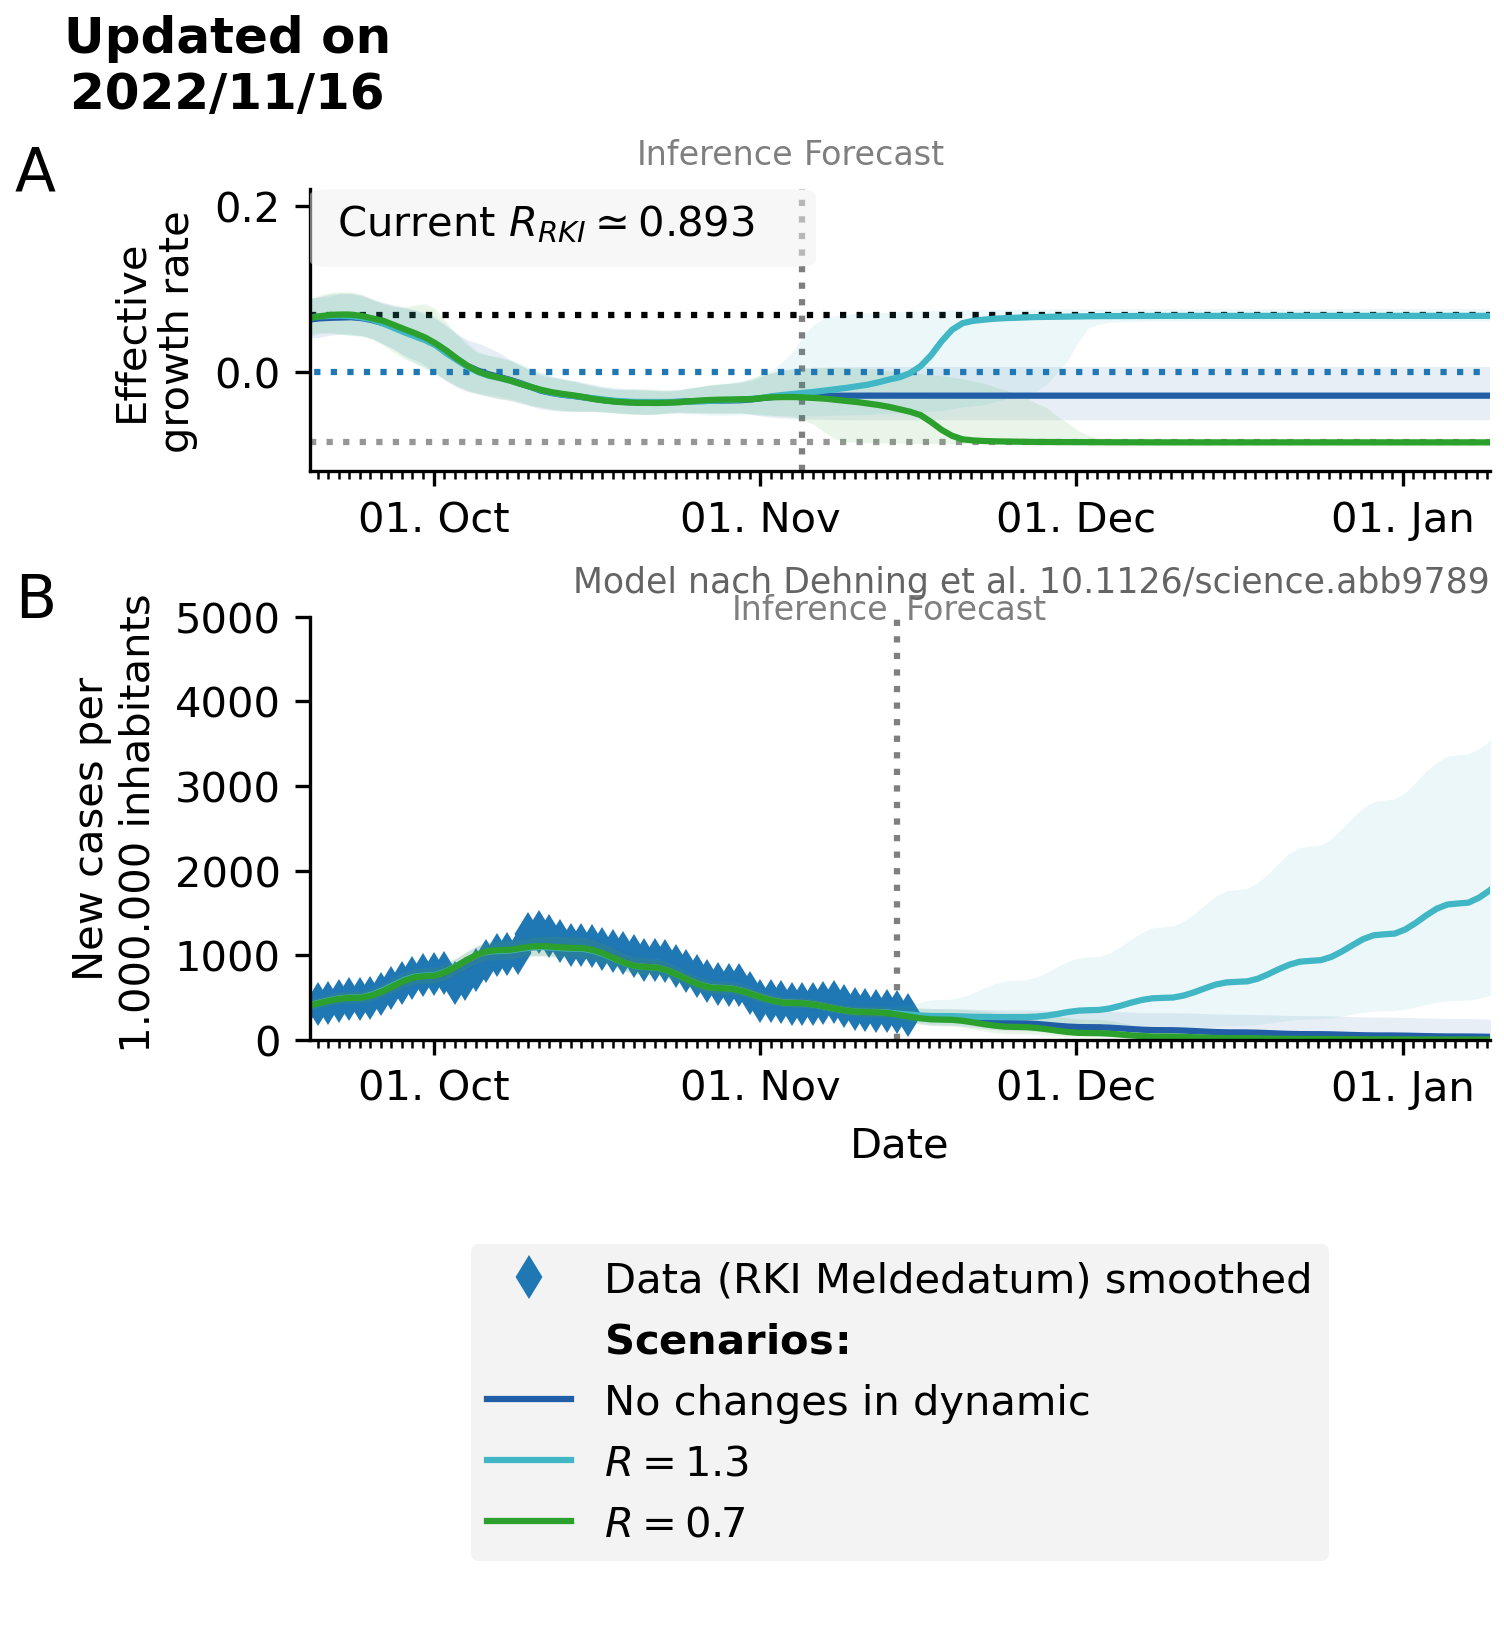 Updated on
2022/11/16
A
Inference Forecast
Effective
growth rate
0.2
0.0
Current R_RKI ≃ 0.893
01. Oct 01. Nov 01. Dec 01. Jan
B
Model nach Dehning et al. 10.1126/science.abb9789
Inference Forecast
New cases per
1.000.000 inhabitants
5000
4000
3000
2000
1000
0
01. Oct 01. Nov 01. Dec 01. Jan
Date
Data (RKI Meldedatum) smoothed
Scenarios:
No changes in dynamic
R = 1.3
R = 0.7